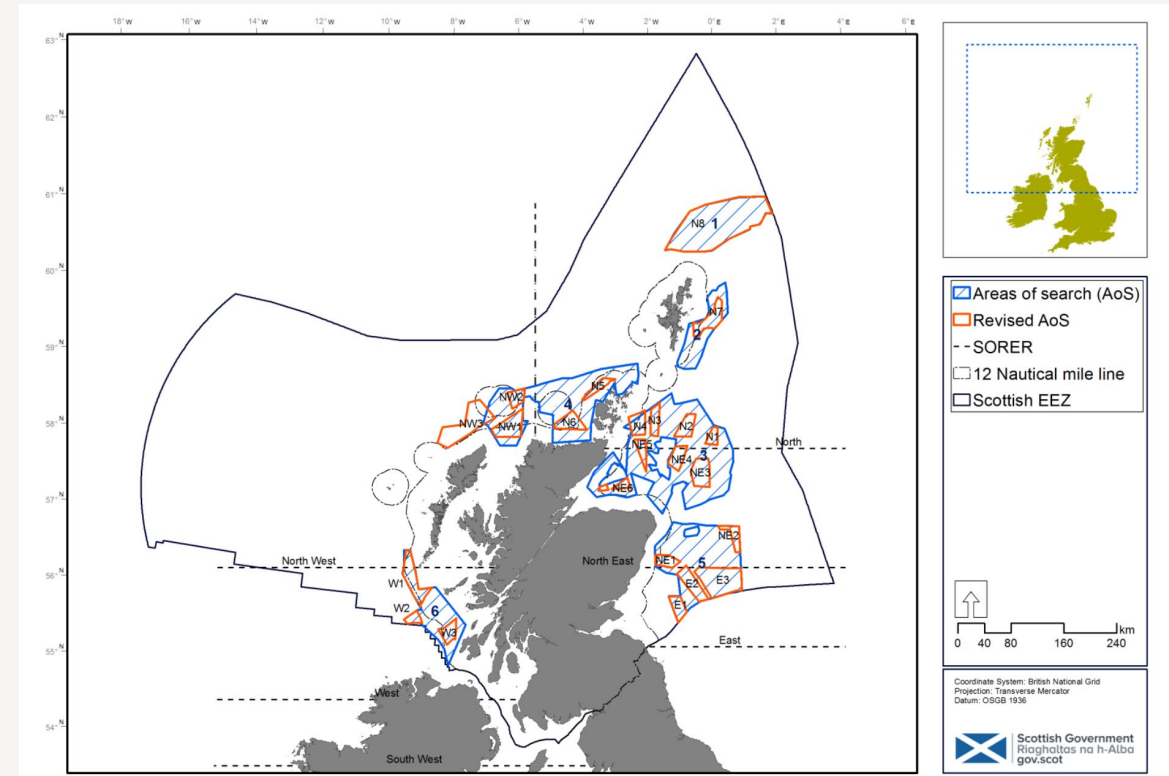 18°W 16°W 14°W 12°W 10°W 8°W 6°W 4°W 2°W 0°E 2°E 4°E 6°E
63°N
62°N
61°N
60°N
59°N
58°N
57°N
56°N
55°N
54°N
N8 1
N7
2
NW2
4
N5
NW3
NW1
N6
N4
N3
N2
N1
North
NE5
3
NE4
NE3
NE6
NE2
North West
North East
NE1
5
W1
E2
E3
W2
6
E1
W3
East
West
South West
Areas of search (AoS)
Revised AoS
SORER
12 Nautical mile line
Scottish EEZ
km
0 40 80 160 240
Coordinate System: British National Grid
Projection: Transverse Mercator
Datum: OSGB 1936
Scottish Government
Riaghaltas na h-Alba
gov.scot